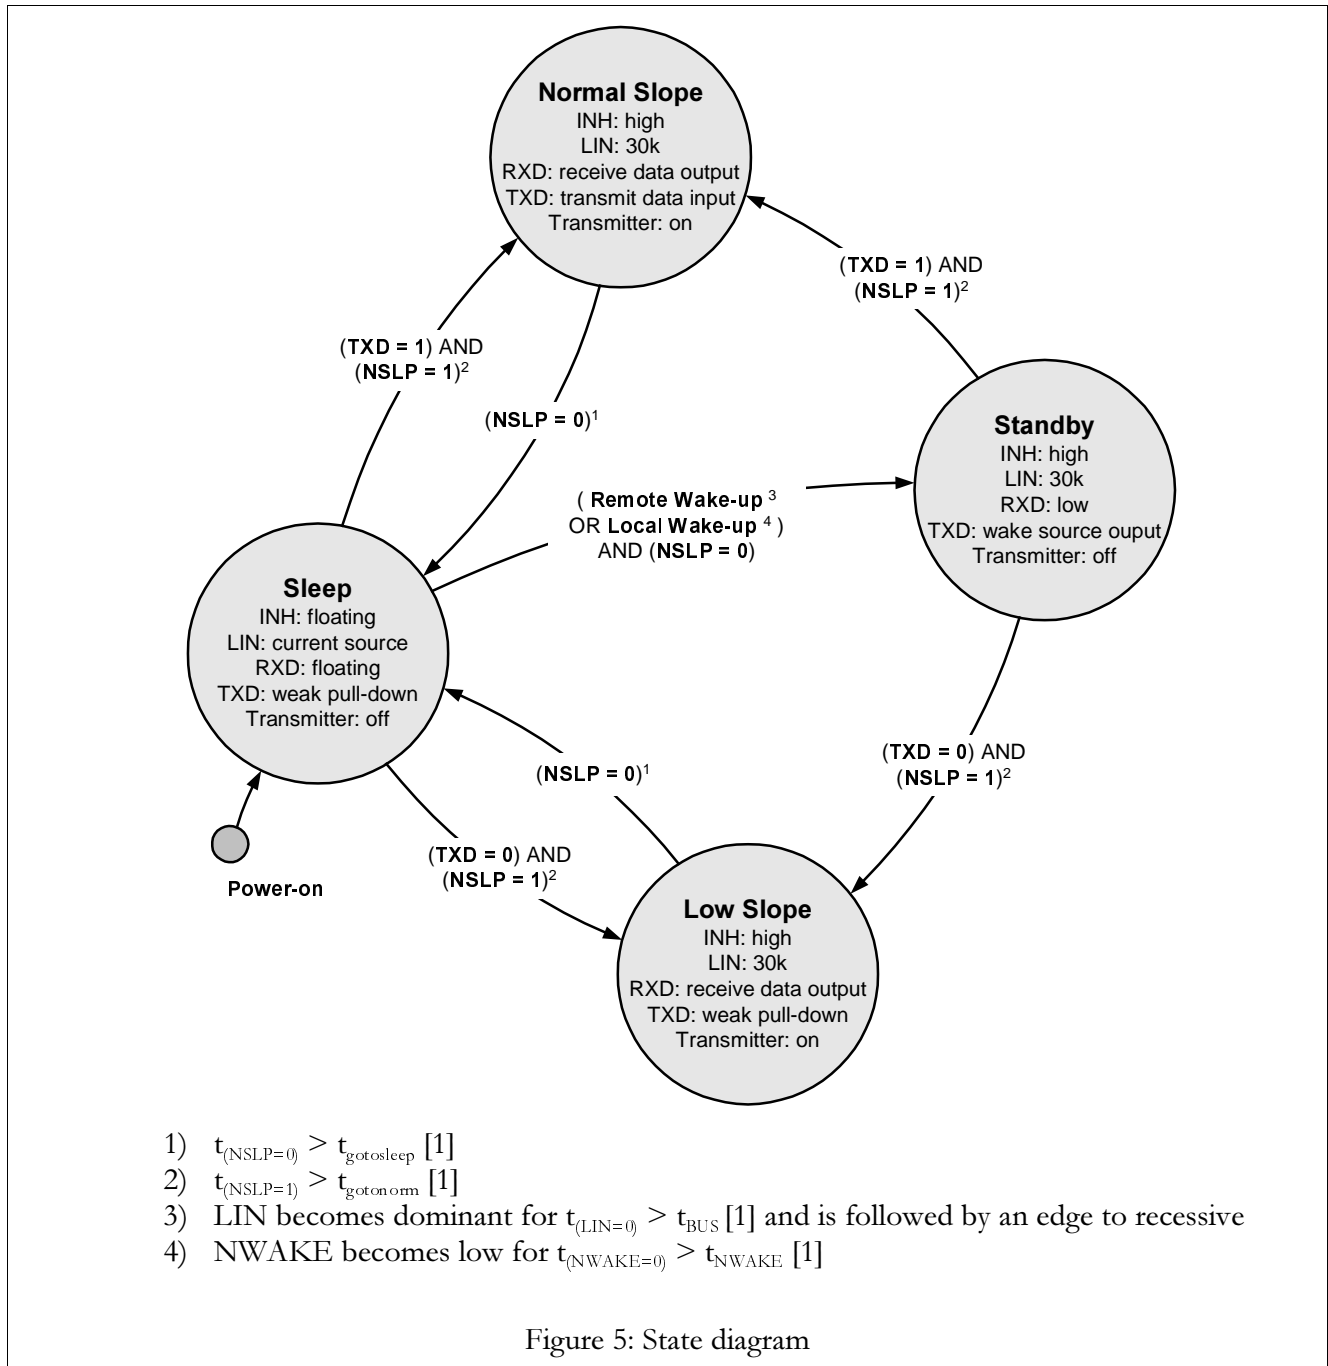 Normal Slope
INH: high
LIN: 30k
RXD: receive data output
TXD: transmit data input
Transmitter: on
(TXD = 1) AND
(NSLP = 1)²
(TXD = 1) AND
(NSLP = 1)²
(NSLP = 0)¹
Standby
INH: high
LIN: 30k
RXD: low
TXD: wake source ouput
Transmitter: off
( Remote Wake-up ³
OR Local Wake-up ⁴ )
AND (NSLP = 0)
Sleep
INH: floating
LIN: current source
RXD: floating
TXD: weak pull-down
Transmitter: off
(NSLP = 0)¹
(TXD = 0) AND
(NSLP = 1)²
(TXD = 0) AND
(NSLP = 1)²
Power-on
Low Slope
INH: high
LIN: 30k
RXD: receive data output
TXD: weak pull-down
Transmitter: on
1) t(NSLP=0) > tgotosleep [1]
2) t(NSLP=1) > tgotonorm [1]
3) LIN becomes dominant for t(LIN=0) > tBUS [1] and is followed by an edge to recessive
4) NWAKE becomes low for t(NWAKE=0) > tNWAKE [1]
Figure 5: State diagram